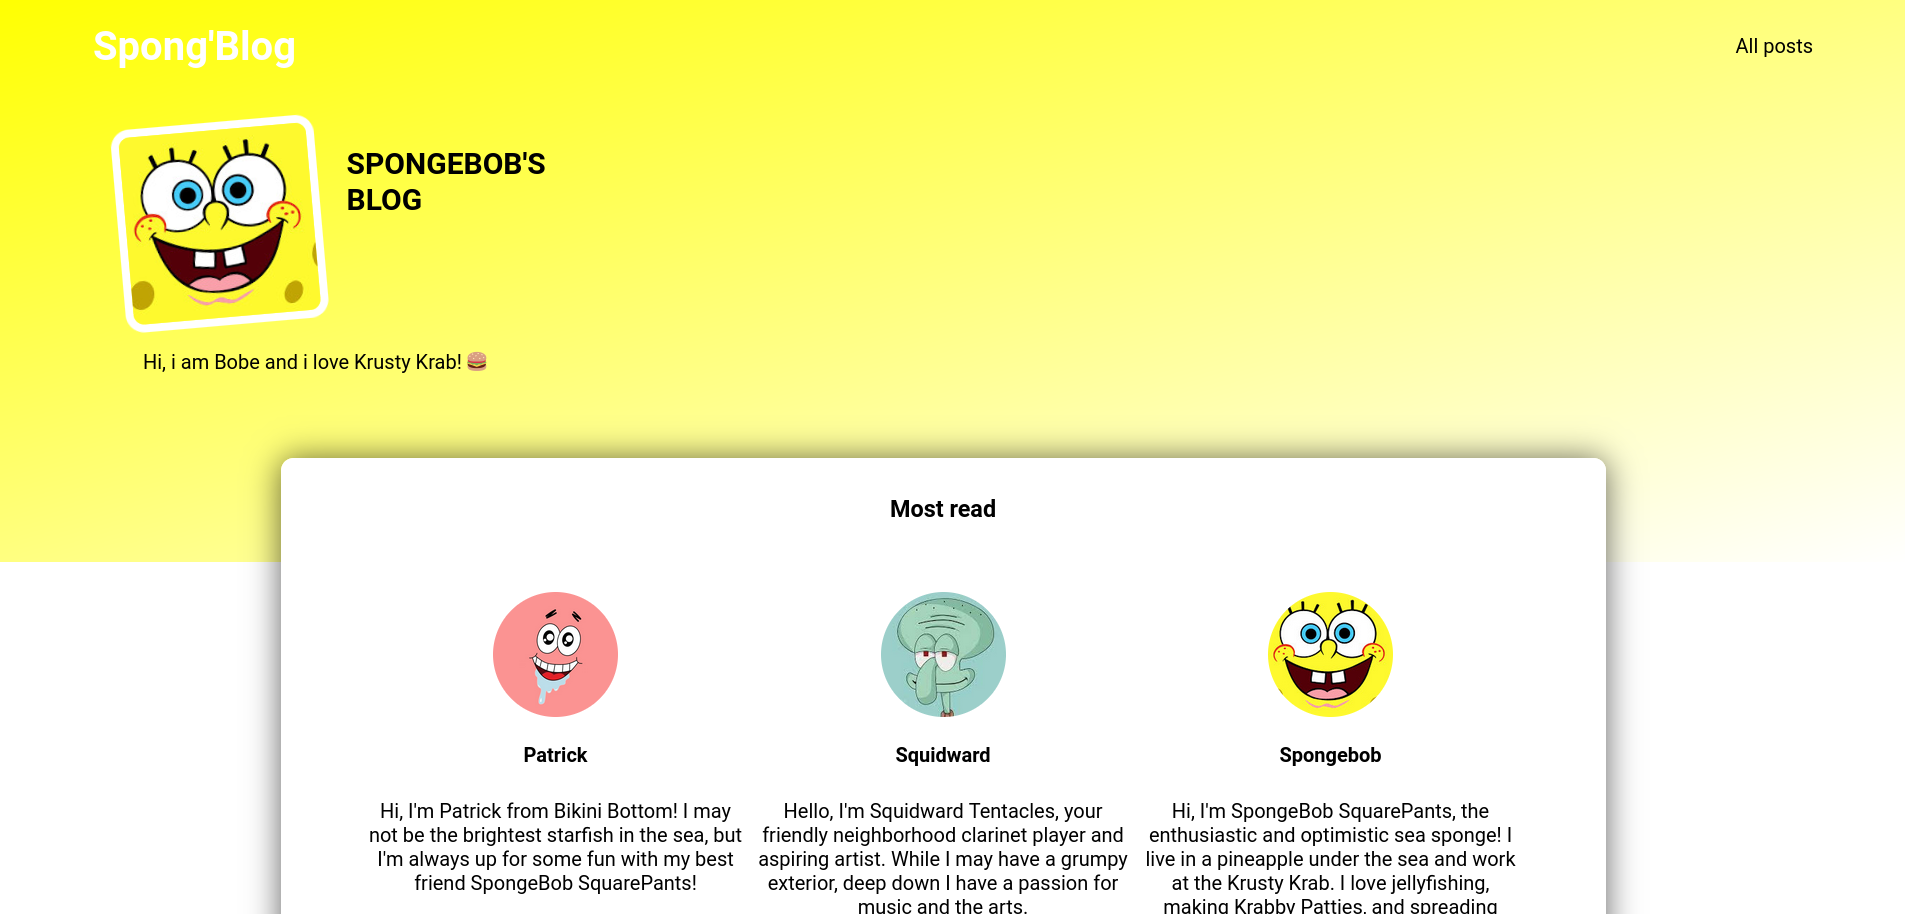 Spong'Blog
All posts
SPONGEBOB'S
BLOG
Hi, i am Bobe and i love Krusty Krab! 🍔
Most read
Patrick
Hi, I'm Patrick from Bikini Bottom! I may
not be the brightest starfish in the sea, but
I'm always up for some fun with my best
friend SpongeBob SquarePants!
Squidward
Hello, I'm Squidward Tentacles, your
friendly neighborhood clarinet player and
aspiring artist. While I may have a grumpy
exterior, deep down I have a passion for
music and the arts.
Spongebob
Hi, I'm SpongeBob SquarePants, the
enthusiastic and optimistic sea sponge! I
live in a pineapple under the sea and work
at the Krusty Krab. I love jellyfishing,
making Krabby Patties, and spreading